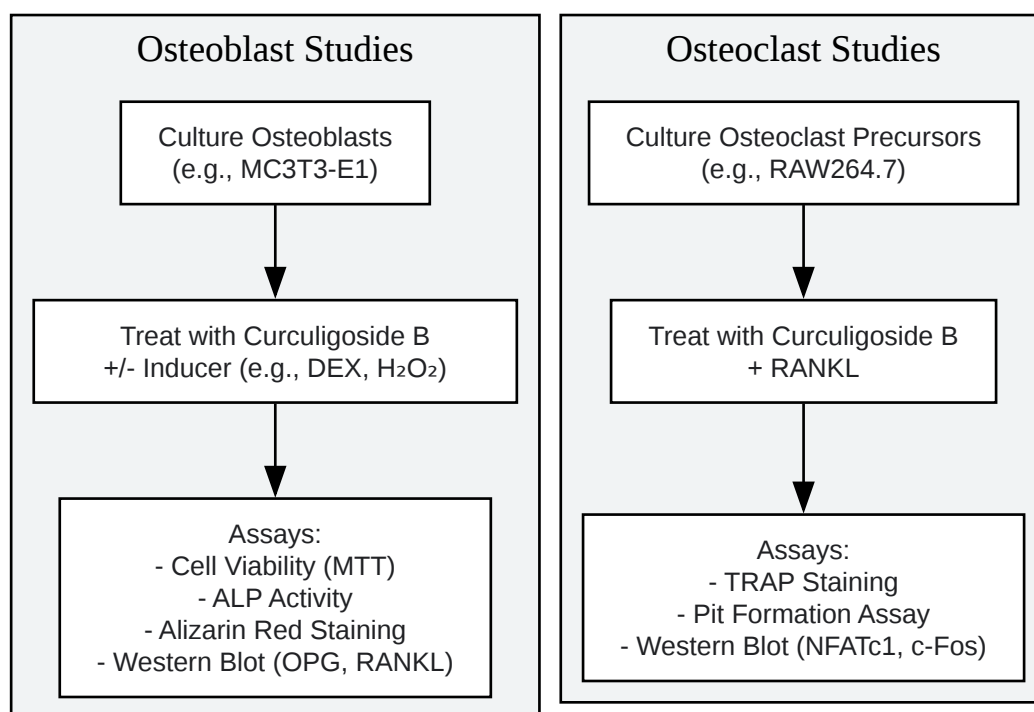 Osteoblast Studies
Culture Osteoblasts
(e.g., MC3T3-E1)
Treat with Curculigoside B
+/- Inducer (e.g., DEX, H₂O₂)
Assays:
- Cell Viability (MTT)
- ALP Activity
- Alizarin Red Staining
- Western Blot (OPG, RANKL)
Osteoclast Studies
Culture Osteoclast Precursors
(e.g., RAW264.7)
Treat with Curculigoside B
+ RANKL
Assays:
- TRAP Staining
- Pit Formation Assay
- Western Blot (NFATc1, c-Fos)